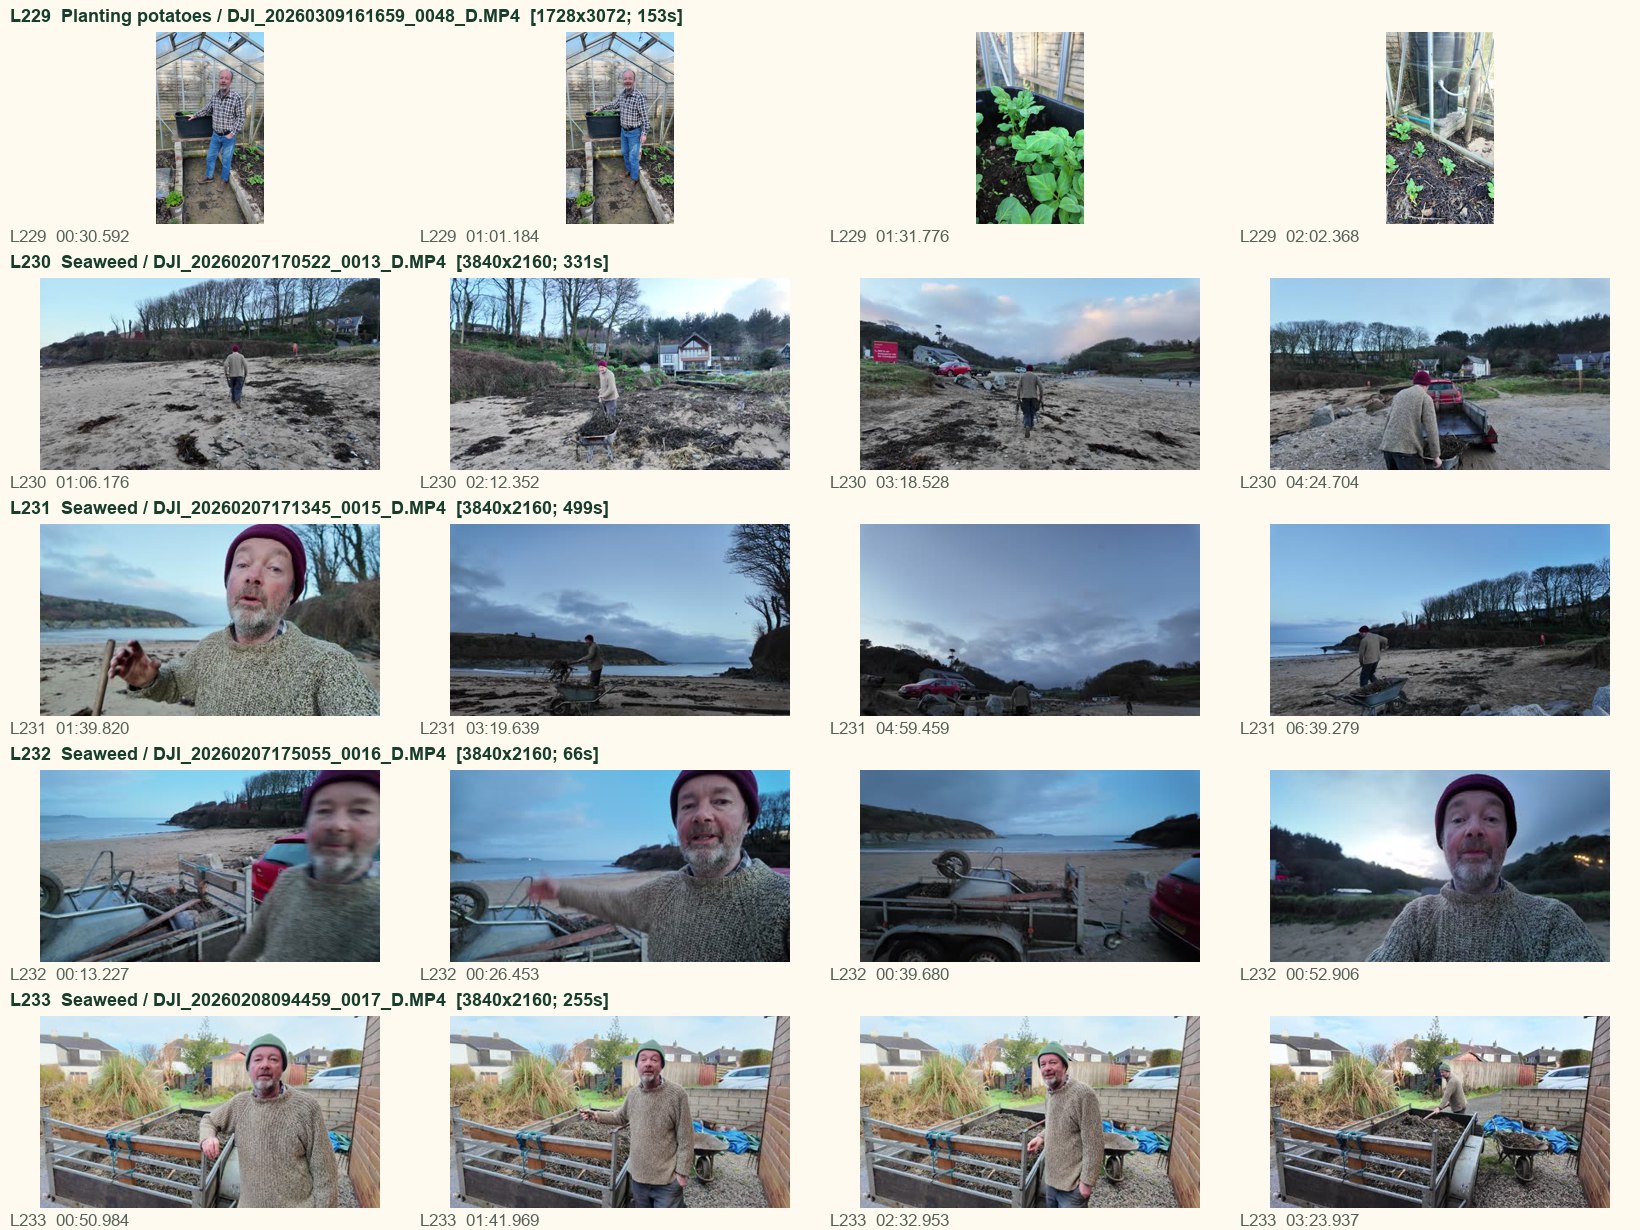 L229 Planting potatoes / DJI_20260309161659_0048_D.MP4 [1728x3072; 153s]
L229 00:30.592
L229 01:01.184
L229 01:31.776
L229 02:02.368
L230 Seaweed / DJI_20260207170522_0013_D.MP4 [3840x2160; 331s]
L230 01:06.176
L230 02:12.352
L230 03:18.528
L230 04:24.704
L231 Seaweed / DJI_20260207171345_0015_D.MP4 [3840x2160; 499s]
L231 01:39.820
L231 03:19.639
L231 04:59.459
L231 06:39.279
L232 Seaweed / DJI_20260207175055_0016_D.MP4 [3840x2160; 66s]
L232 00:13.227
L232 00:26.453
L232 00:39.680
L232 00:52.906
L233 Seaweed / DJI_20260208094459_0017_D.MP4 [3840x2160; 255s]
L233 00:50.984
L233 01:41.969
L233 02:32.953
L233 03:23.937